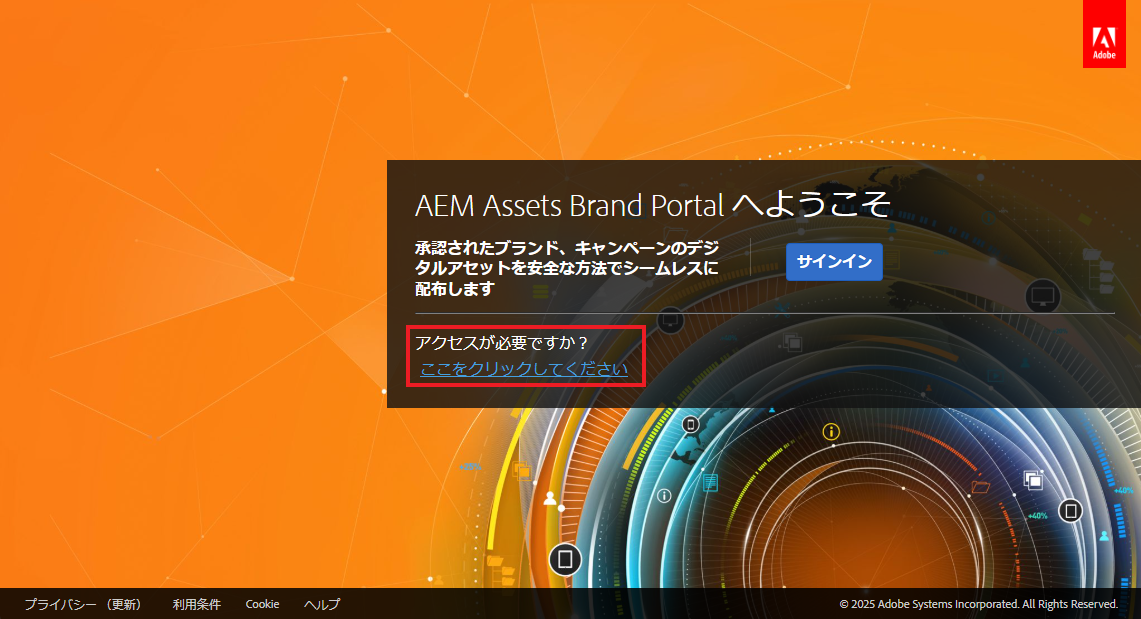 Adobe
AEM Assets Brand Portal へようこそ
承認されたブランド、キャンペーンのデジ
タルアセットを安全な方法でシームレスに
配布します
サインイン
アクセスが必要ですか？
ここをクリックしてください
+40%
+40%
プライバシー （更新） 利用条件 Cookie ヘルプ
© 2025 Adobe Systems Incorporated. All Rights Reserved.